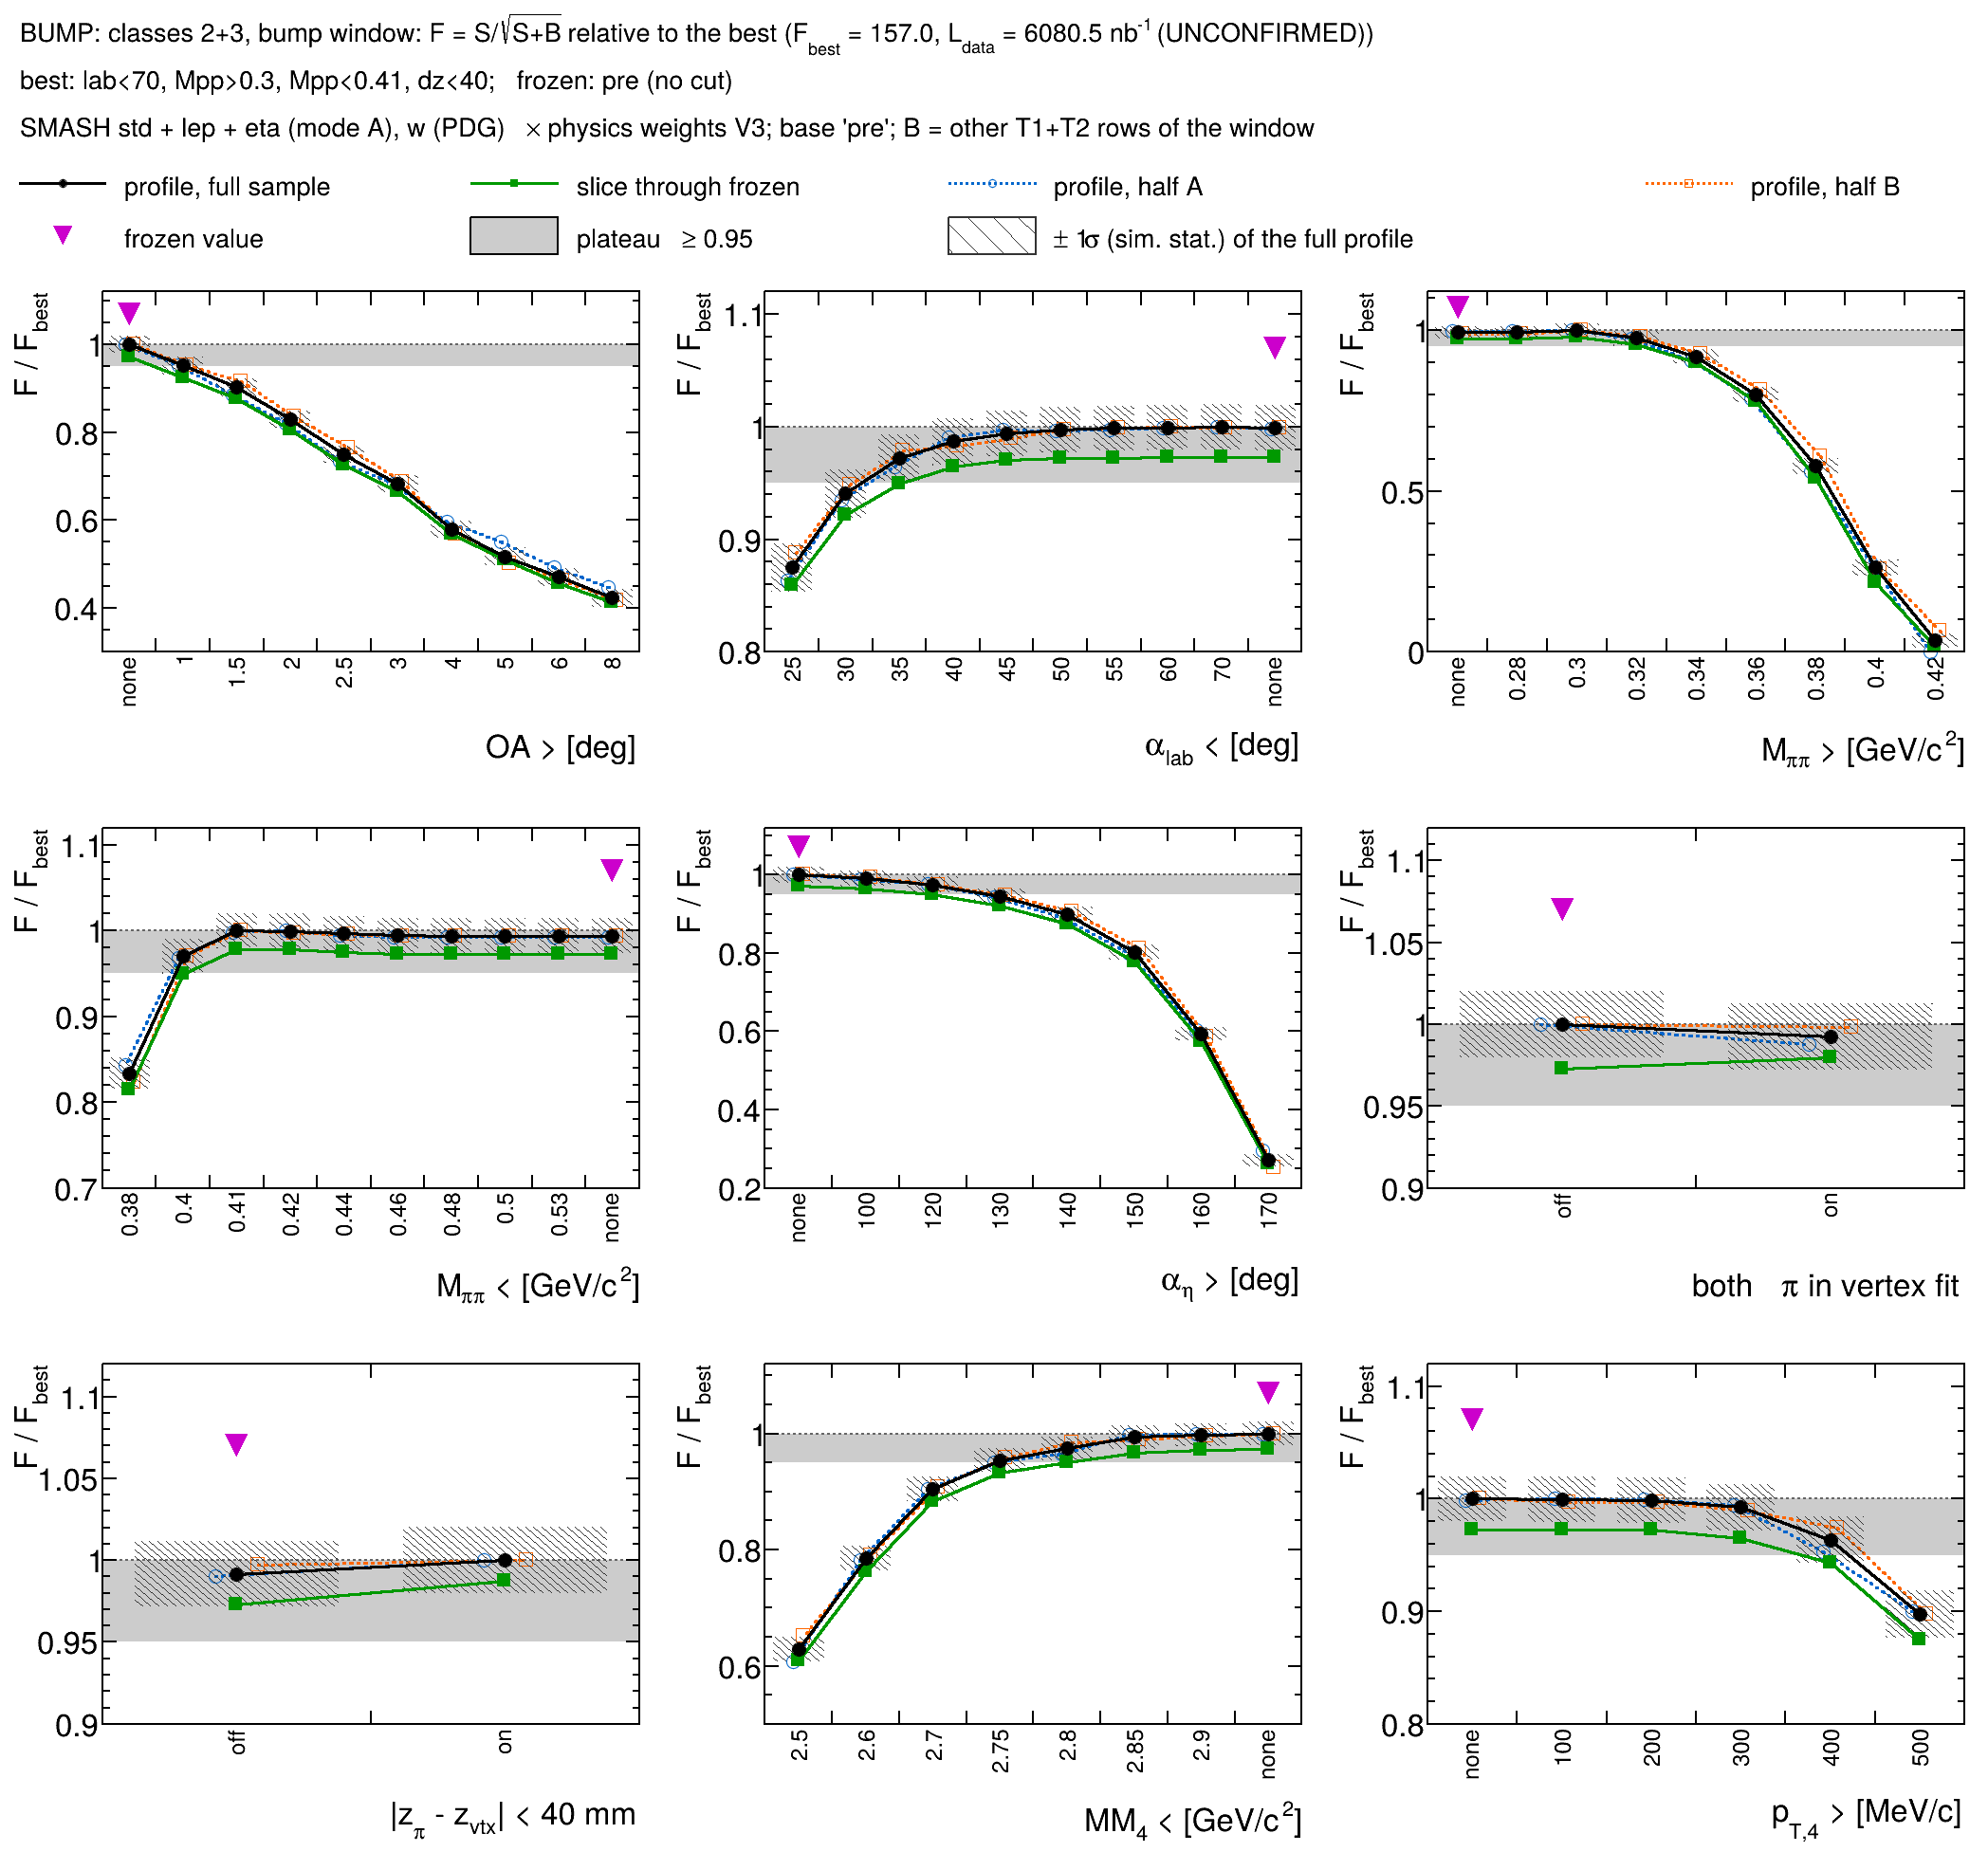 BUMP: classes 2+3, bump window: F = S/√S+B relative to the best (F_best = 157.0, L_data = 6080.5 nb⁻¹ (UNCONFIRMED))
best: lab<70, Mpp>0.3, Mpp<0.41, dz<40; frozen: pre (no cut)
SMASH std + lep + eta (mode A), w (PDG) × physics weights V3; base 'pre'; B = other T1+T2 rows of the window
profile, full sample
slice through frozen
profile, half A
profile, half B
frozen value
plateau ≥ 0.95
± 1σ (sim. stat.) of the full profile
F / F_best
1
0.8
0.6
0.4
none 1 1.5 2 2.5 3 4 5 6 8
OA > [deg]
F / F_best
1.1
1
0.9
0.8
25 30 35 40 45 50 55 60 70 none
α_lab < [deg]
F / F_best
1
0.5
0
none 0.28 0.3 0.32 0.34 0.36 0.38 0.4 0.42
M_ππ > [GeV/c²]
F / F_best
1.1
1
0.9
0.8
0.7
0.38 0.4 0.41 0.42 0.44 0.46 0.48 0.5 0.53 none
M_ππ < [GeV/c²]
F / F_best
1
0.8
0.6
0.4
0.2
none 100 120 130 140 150 160 170
α_η > [deg]
F / F_best
1.1
1.05
1
0.95
0.9
off on
both π in vertex fit
F / F_best
1.1
1.05
1
0.95
0.9
off on
|z_π - z_vtx| < 40 mm
F / F_best
1
0.8
0.6
2.5 2.6 2.7 2.75 2.8 2.85 2.9 none
MM₄ < [GeV/c²]
F / F_best
1.1
1
0.9
0.8
none 100 200 300 400 500
p_T,4 > [MeV/c]